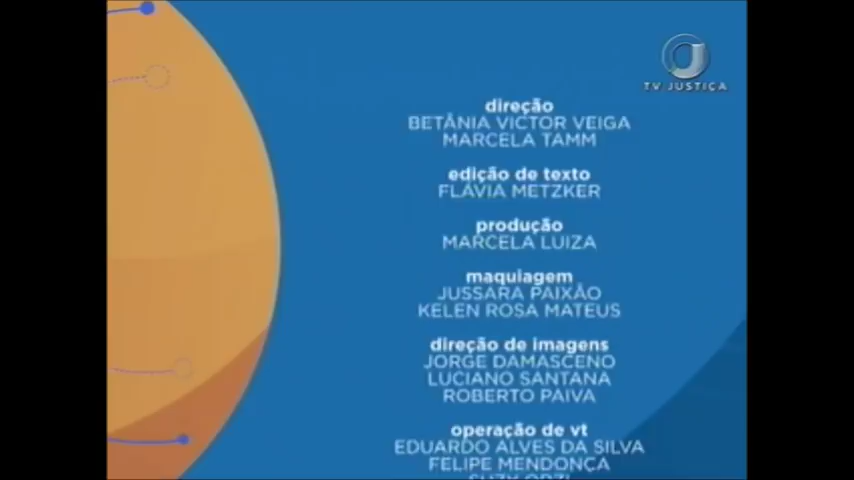 TV JUSTIÇA
direção
BETÂNIA VICTOR VEIGA
MARCELA TAMM
edição de texto
FLÁVIA METZKER
produção
MARCELA LUIZA
maquiagem
JUSSARA PAIXÃO
KELEN ROSA MATEUS
direção de imagens
JORGE DAMASCENO
LUCIANO SANTANA
ROBERTO PAIVA
operação de vt
EDUARDO ALVES DA SILVA
FELIPE MENDONÇA